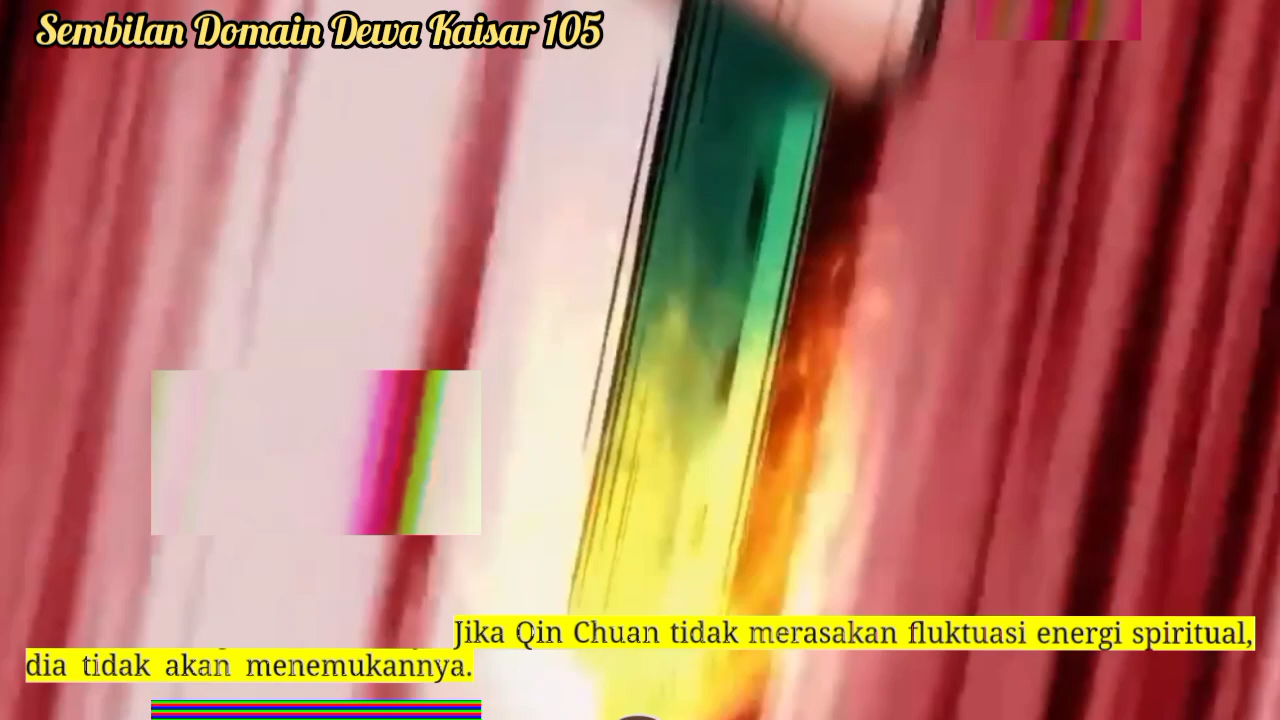 Sembilan Domain Dewa Kaisar 105
Jika Qin Chuan tidak merasakan fluktuasi energi spiritual,
dia tidak akan menemukannya.